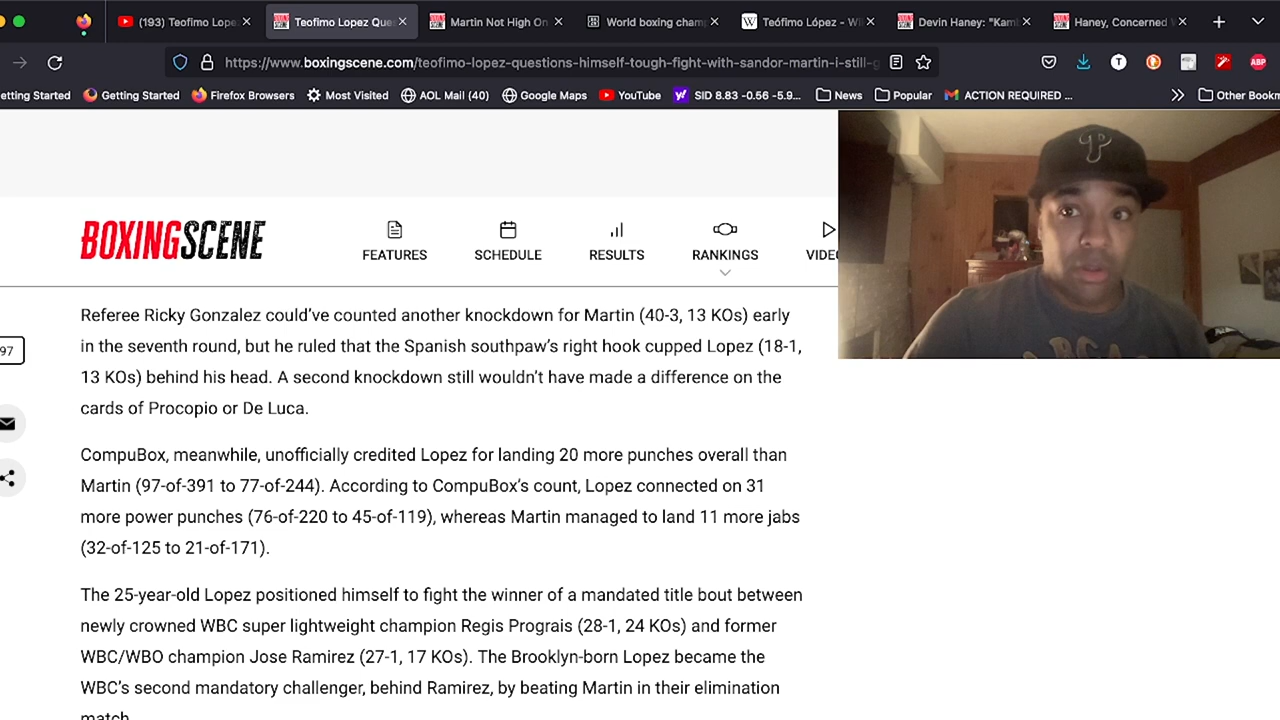 (193) Teofimo Lope
Teofimo Lopez Que
Martin Not High On
World boxing cham
Teófimo López - Wi
Devin Haney: "Kam
Haney, Concerned
https://www.boxingscene.com/teofimo-lopez-questions-himself-tough-fight-with-sandor-martin-i-still-g
etting Started
Getting Started
Firefox Browsers
Most Visited
AOL Mail (40)
Google Maps
YouTube
SID 8.83 -0.56 -5.9...
News
Popular
ACTION REQUIRED ...
Other Bookm
BOXINGSCENE
FEATURES
SCHEDULE
RESULTS
RANKINGS
VIDE
97
Referee Ricky Gonzalez could've counted another knockdown for Martin (40-3, 13 KOs) early
in the seventh round, but he ruled that the Spanish southpaw's right hook cupped Lopez (18-1,
13 KOs) behind his head. A second knockdown still wouldn't have made a difference on the
cards of Procopio or De Luca.
CompuBox, meanwhile, unofficially credited Lopez for landing 20 more punches overall than
Martin (97-of-391 to 77-of-244). According to CompuBox's count, Lopez connected on 31
more power punches (76-of-220 to 45-of-119), whereas Martin managed to land 11 more jabs
(32-of-125 to 21-of-171).
The 25-year-old Lopez positioned himself to fight the winner of a mandated title bout between
newly crowned WBC super lightweight champion Regis Prograis (28-1, 24 KOs) and former
WBC/WBO champion Jose Ramirez (27-1, 17 KOs). The Brooklyn-born Lopez became the
WBC's second mandatory challenger, behind Ramirez, by beating Martin in their elimination
match.